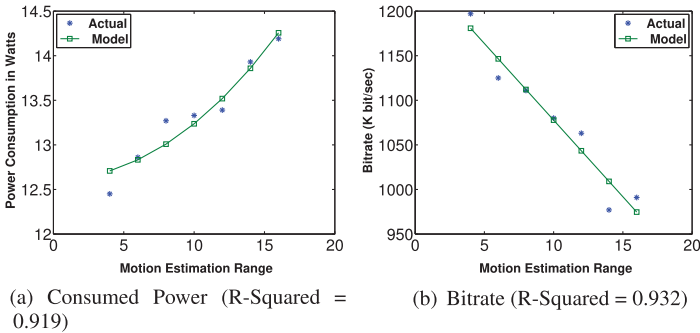 14.5
14
13.5
13
12.5
12
0
5
10
15
20
Power Consumption in Watts
Motion Estimation Range
Actual
Model
(a) Consumed Power (R-Squared =
0.919)
1200
1150
1100
1050
1000
950
0
5
10
15
20
Bitrate (K bit/sec)
Motion Estimation Range
Actual
Model
(b) Bitrate (R-Squared = 0.932)